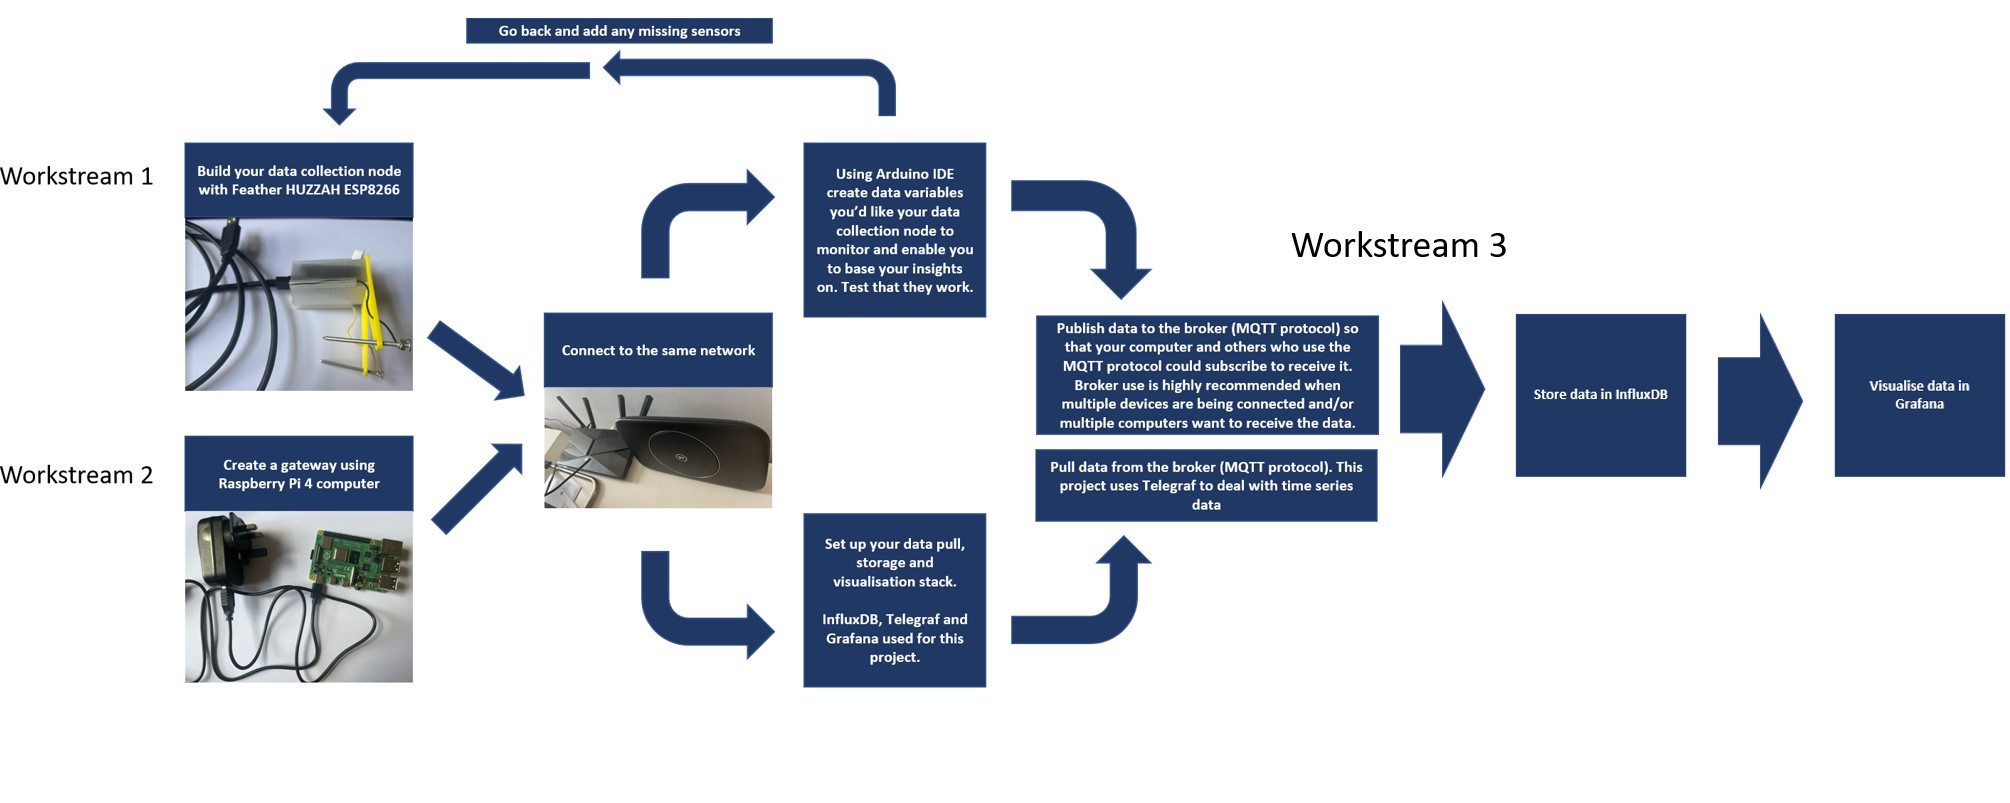 Go back and add any missing sensors
Workstream 1
Build your data collection node
with Feather HUZZAH ESP8266
Using Arduino IDE
create data variables
you'd like your data
collection node to
monitor and enable you
to base your insights
on. Test that they work.
Workstream 3
Connect to the same network
Publish data to the broker (MQTT protocol) so
that your computer and others who use the
MQTT protocol could subscribe to receive it.
Broker use is highly recommended when
multiple devices are being connected and/or
multiple computers want to receive the data.
Store data in InfluxDB
Visualise data in
Grafana
Workstream 2
Create a gateway using
Raspberry Pi 4 computer
Pull data from the broker (MQTT protocol). This
project uses Telegraf to deal with time series
data
Set up your data pull,
storage and
visualisation stack.
InfluxDB, Telegraf and
Grafana used for this
project.